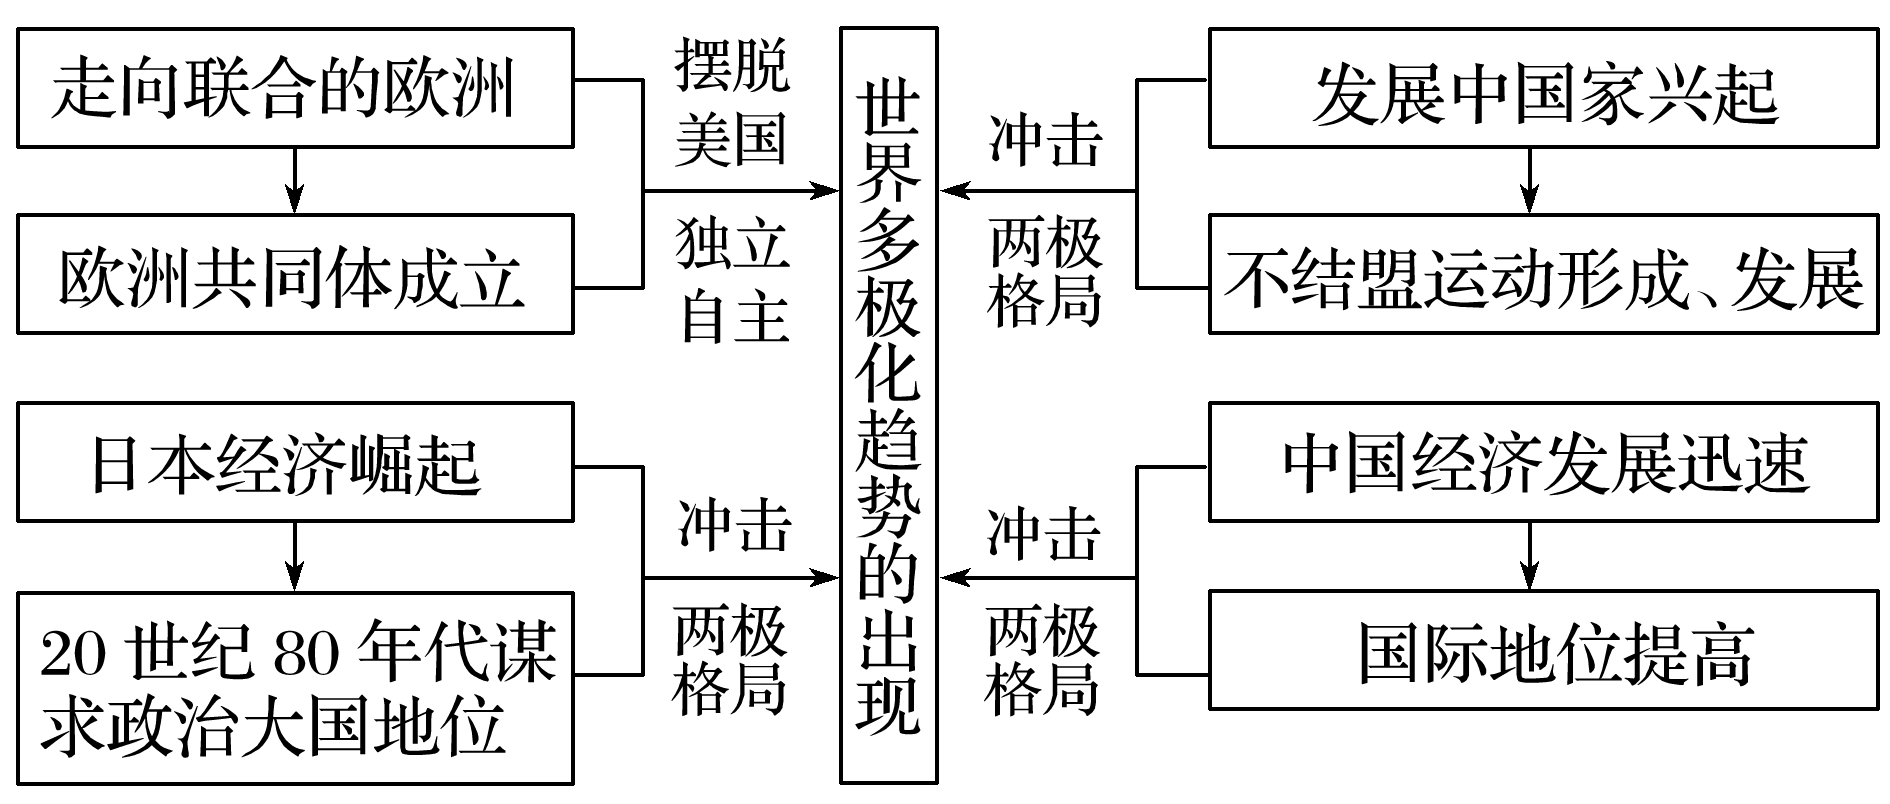 走向联合的欧洲
欧洲共同体成立
摆脱
美国
独立
自主
日本经济崛起
20世纪80年代谋
求政治大国地位
冲击
两极
格局
世界多极化趋势的出现
冲击
两极
格局
发展中国家兴起
不结盟运动形成、发展
冲击
两极
格局
中国经济发展迅速
国际地位提高